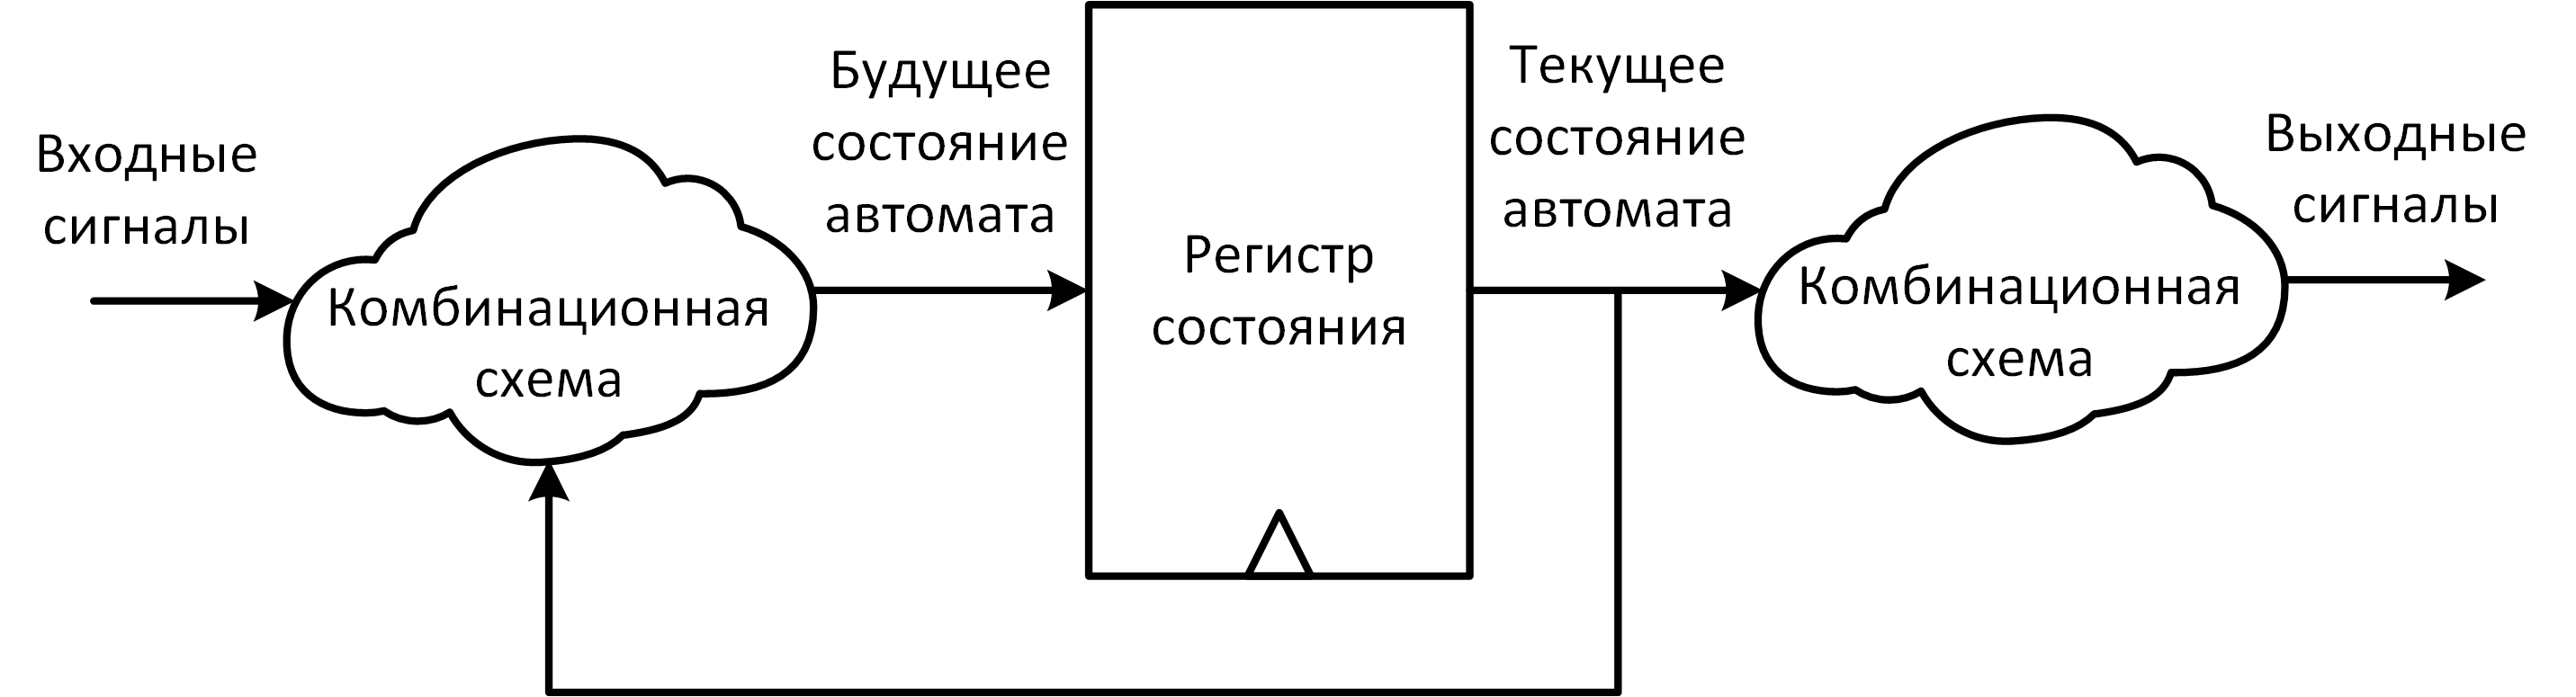 Входные
сигналы
Комбинационная
схема
Будущее
состояние
автомата
Регистр
состояния
Текущее
состояние
автомата
Комбинационная
схема
Выходные
сигналы